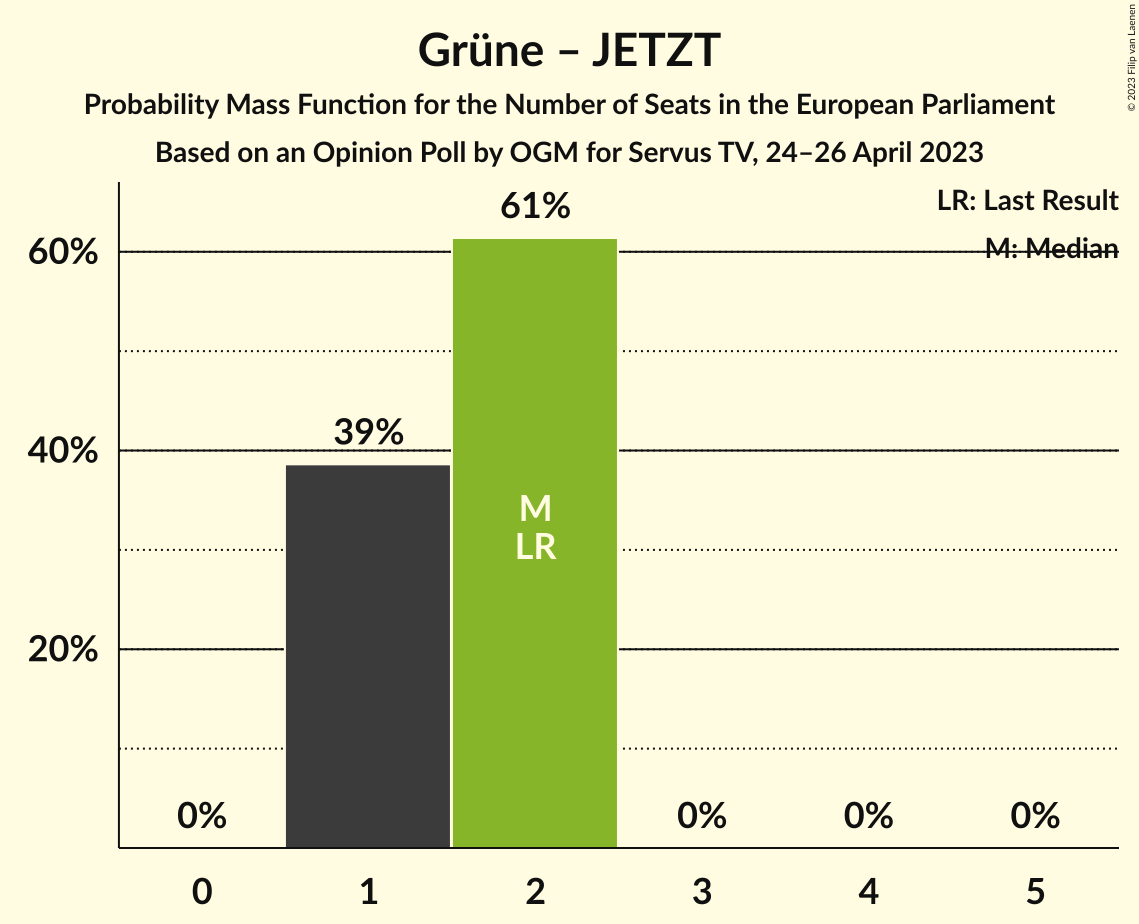 Grüne – JETZT
Probability Mass Function for the Number of Seats in the European Parliament
Based on an Opinion Poll by OGM for Servus TV, 24–26 April 2023
© 2023 Filip van Laenen
LR: Last Result
M: Median
61%
60%
39%
40%
M
LR
20%
0% 0% 0% 0%
0 1 2 3 4 5